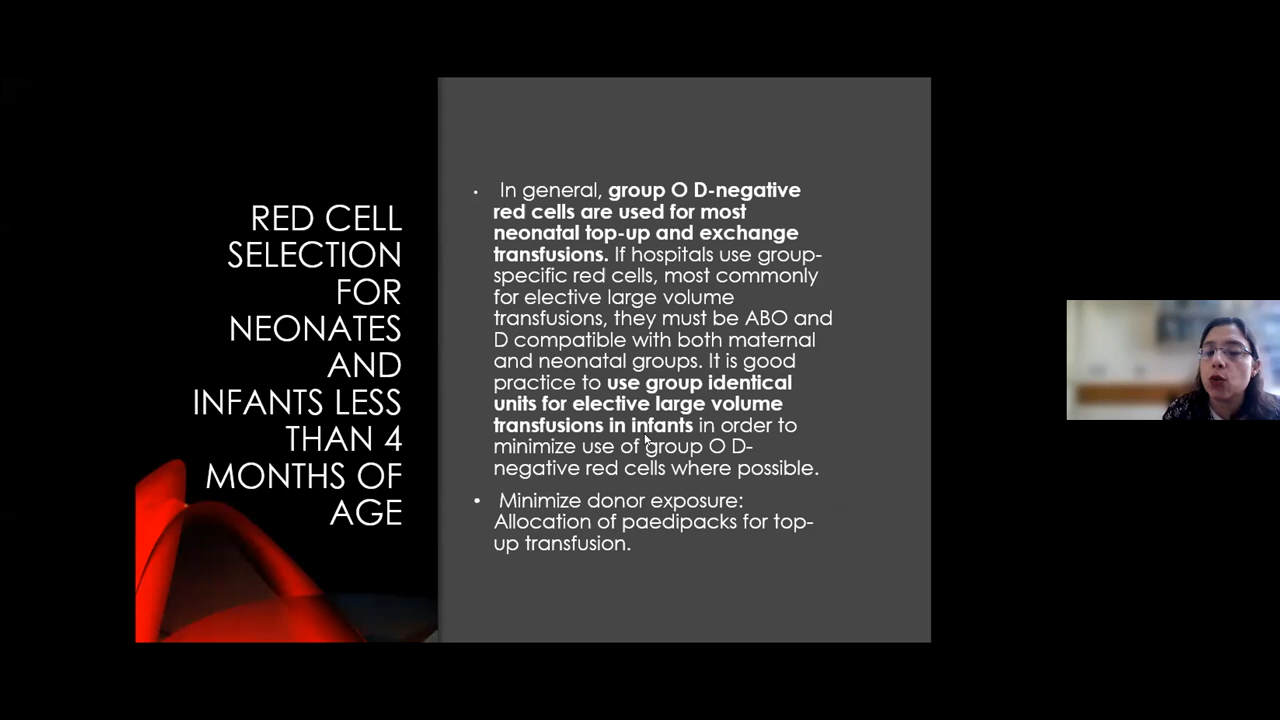 RED CELL
SELECTION
FOR
NEONATES
AND
INFANTS LESS
THAN 4
MONTHS OF
AGE
• In general, group O D-negative
red cells are used for most
neonatal top-up and exchange
transfusions. If hospitals use group-
specific red cells, most commonly
for elective large volume
transfusions, they must be ABO and
D compatible with both maternal
and neonatal groups. It is good
practice to use group identical
units for elective large volume
transfusions in infants in order to
minimize use of group O D-
negative red cells where possible.
• Minimize donor exposure:
Allocation of paedipacks for top-
up transfusion.